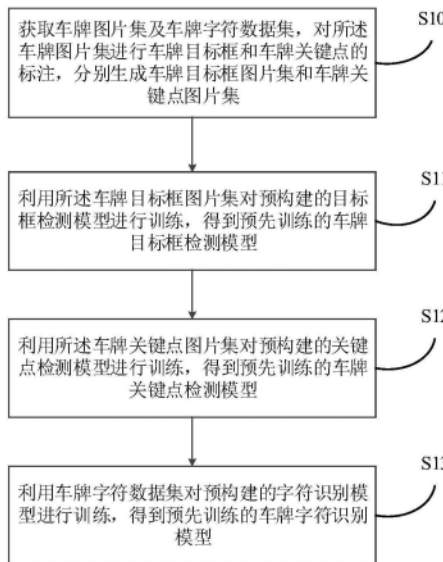 获取车牌图片集及车牌字符数据集，对所述
S10
车牌图片集进行车牌目标框和车牌关键点的
标注，分别生成车牌目标框图片集和车牌关
键点图片集
利用所述车牌目标框图片集对预构建的目标
S11
框检测模型进行训练，得到预先训练的车牌
目标框检测模型
利用所述车牌关键点图片集对预构建的关键
S12
点检测模型进行训练，得到预先训练的车牌
关键点检测模型
利用车牌字符数据集对预构建的字符识别模
S13
型进行训练，得到预先训练的车牌字符识别
模型